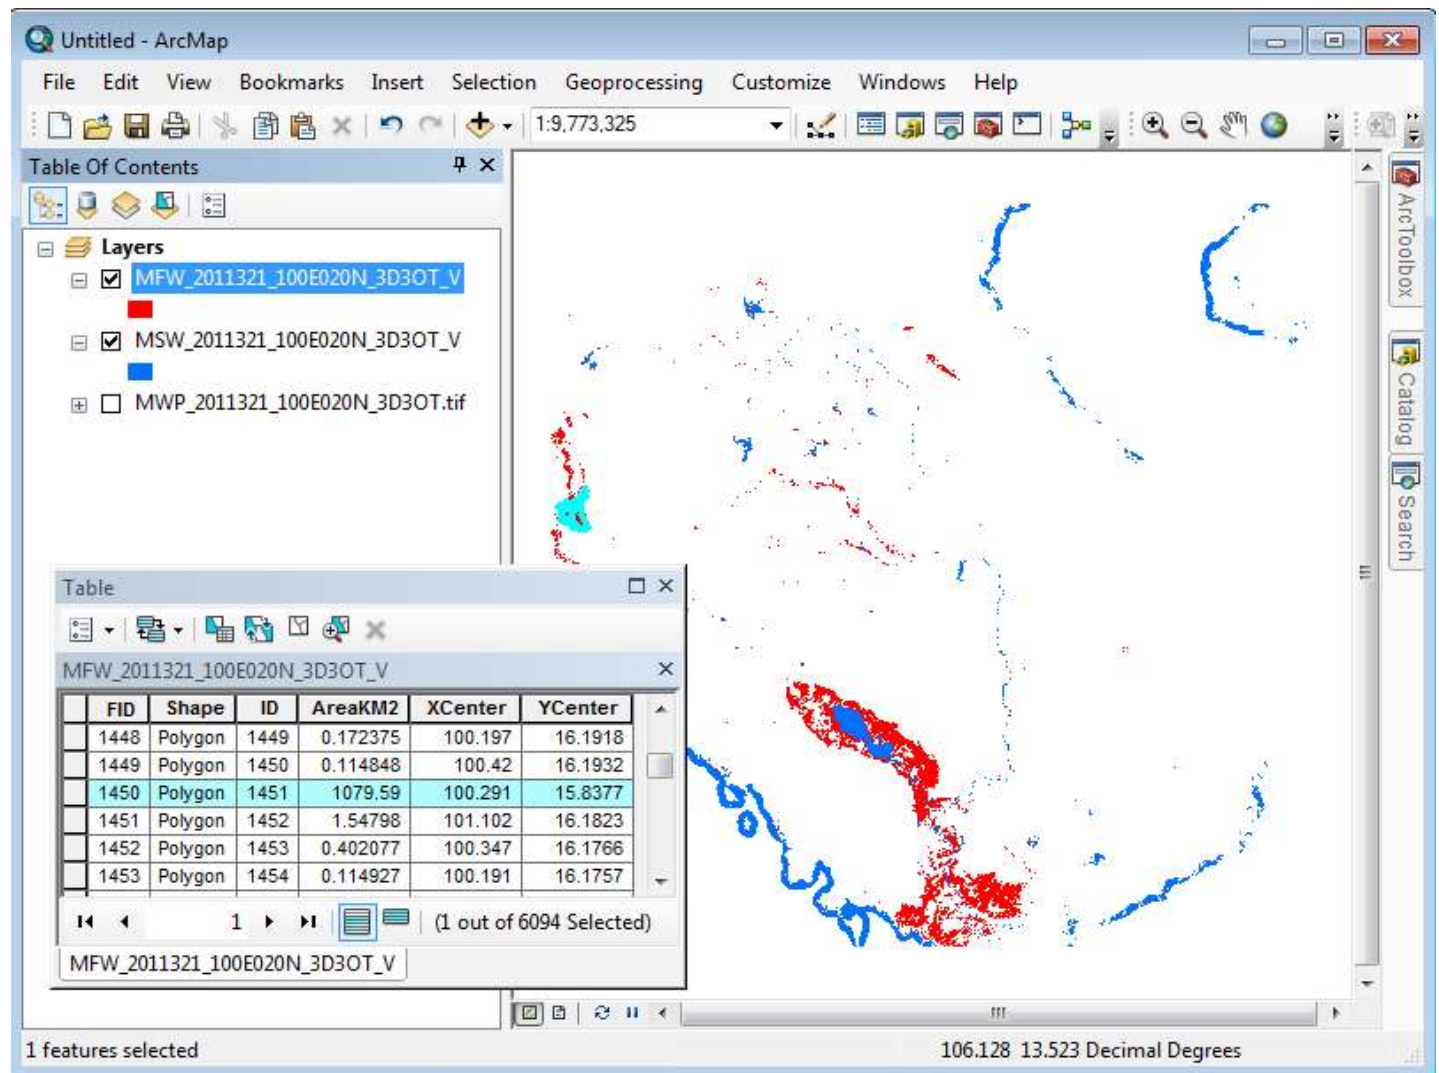 Untitled - ArcMap
File Edit View Bookmarks Insert Selection Geoprocessing Customize Windows Help
1:9,773,325
Table Of Contents
Layers
MFW_2011321_100E020N_3D3OT_V
MSW_2011321_100E020N_3D3OT_V
MWP_2011321_100E020N_3D3OT.tif
ArcToolbox
Catalog
Search
Table
MFW_2011321_100E020N_3D3OT_V
FID Shape ID AreaKM2 XCenter YCenter
1448 Polygon 1449 0.172375 100.197 16.1918
1449 Polygon 1450 0.114848 100.42 16.1932
1450 Polygon 1451 1079.59 100.291 15.8377
1451 Polygon 1452 1.54798 101.102 16.1823
1452 Polygon 1453 0.402077 100.347 16.1766
1453 Polygon 1454 0.114927 100.191 16.1757
1 (1 out of 6094 Selected)
MFW_2011321_100E020N_3D3OT_V
1 features selected
106.128 13.523 Decimal Degrees